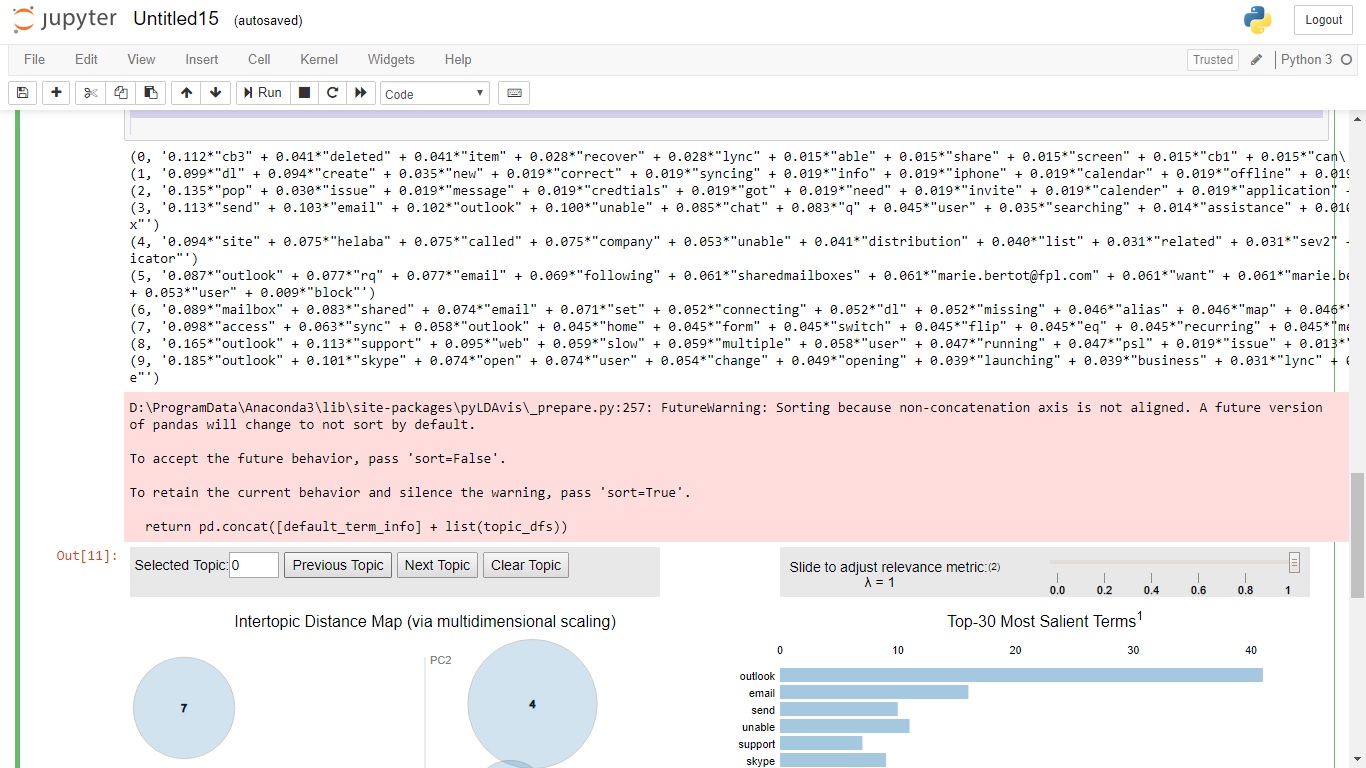 jupyter Untitled15 (autosaved)
Logout
File Edit View Insert Cell Kernel Widgets Help
Trusted Python 3
Run Code
(0, '0.112*"cb3" + 0.041*"deleted" + 0.041*"item" + 0.028*"recover" + 0.028*"lync" + 0.015*"able" + 0.015*"share" + 0.015*"screen" + 0.015*"cb1" + 0.015*"can\
(1, '0.099*"dl" + 0.094*"create" + 0.035*"new" + 0.019*"correct" + 0.019*"syncing" + 0.019*"info" + 0.019*"iphone" + 0.019*"calendar" + 0.019*"offline" + 0.019
(2, '0.135*"pop" + 0.030*"issue" + 0.019*"message" + 0.019*"credtials" + 0.019*"got" + 0.019*"need" + 0.019*"invite" + 0.019*"calender" + 0.019*"application" +
(3, '0.113*"send" + 0.103*"email" + 0.102*"outlook" + 0.100*"unable" + 0.085*"chat" + 0.083*"q" + 0.045*"user" + 0.035*"searching" + 0.014*"assistance" + 0.010
x"')
(4, '0.094*"site" + 0.075*"helaba" + 0.075*"called" + 0.075*"company" + 0.053*"unable" + 0.041*"distribution" + 0.040*"list" + 0.031*"related" + 0.031*"sev2" +
icator"')
(5, '0.087*"outlook" + 0.077*"rq" + 0.077*"email" + 0.069*"following" + 0.061*"sharedmailboxes" + 0.061*"marie.bertot@fpl.com" + 0.061*"want" + 0.061*"marie.be
+ 0.053*"user" + 0.009*"block"')
(6, '0.089*"mailbox" + 0.083*"shared" + 0.074*"email" + 0.071*"set" + 0.052*"connecting" + 0.052*"dl" + 0.052*"missing" + 0.046*"alias" + 0.046*"map" + 0.046*"
(7, '0.098*"access" + 0.063*"sync" + 0.058*"outlook" + 0.045*"home" + 0.045*"form" + 0.045*"switch" + 0.045*"flip" + 0.045*"eq" + 0.045*"recurring" + 0.045*"me
(8, '0.165*"outlook" + 0.113*"support" + 0.095*"web" + 0.059*"slow" + 0.059*"multiple" + 0.058*"user" + 0.047*"running" + 0.047*"psl" + 0.019*"issue" + 0.013*"
(9, '0.185*"outlook" + 0.101*"skype" + 0.074*"open" + 0.074*"user" + 0.054*"change" + 0.049*"opening" + 0.039*"launching" + 0.039*"business" + 0.031*"lync" + 0
e"')
D:\ProgramData\Anaconda3\lib\site-packages\pyLDAvis\_prepare.py:257: FutureWarning: Sorting because non-concatenation axis is not aligned. A future version
of pandas will change to not sort by default.
To accept the future behavior, pass 'sort=False'.
To retain the current behavior and silence the warning, pass 'sort=True'.
return pd.concat([default_term_info] + list(topic_dfs))
Out[11]:
Selected Topic: 0 Previous Topic Next Topic Clear Topic
Slide to adjust relevance metric:(2)
λ = 1
0.0 0.2 0.4 0.6 0.8 1
Intertopic Distance Map (via multidimensional scaling)
PC2
7
4
Top-30 Most Salient Terms1
0 10 20 30 40
outlook
email
send
unable
support
skype